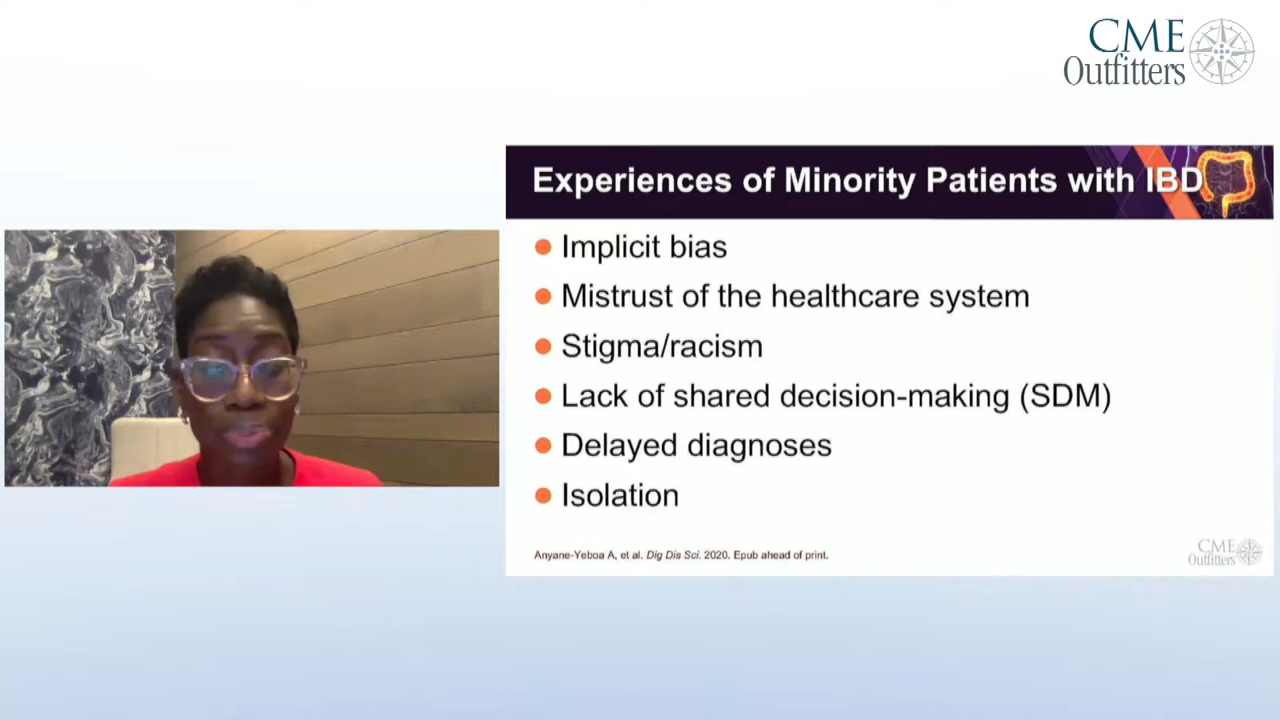 CME
Outfitters
Experiences of Minority Patients with IBD
Implicit bias
Mistrust of the healthcare system
Stigma/racism
Lack of shared decision-making (SDM)
Delayed diagnoses
Isolation
Anyane-Yeboa A, et al. Dig Dis Sci. 2020. Epub ahead of print.
CME
Outfitters